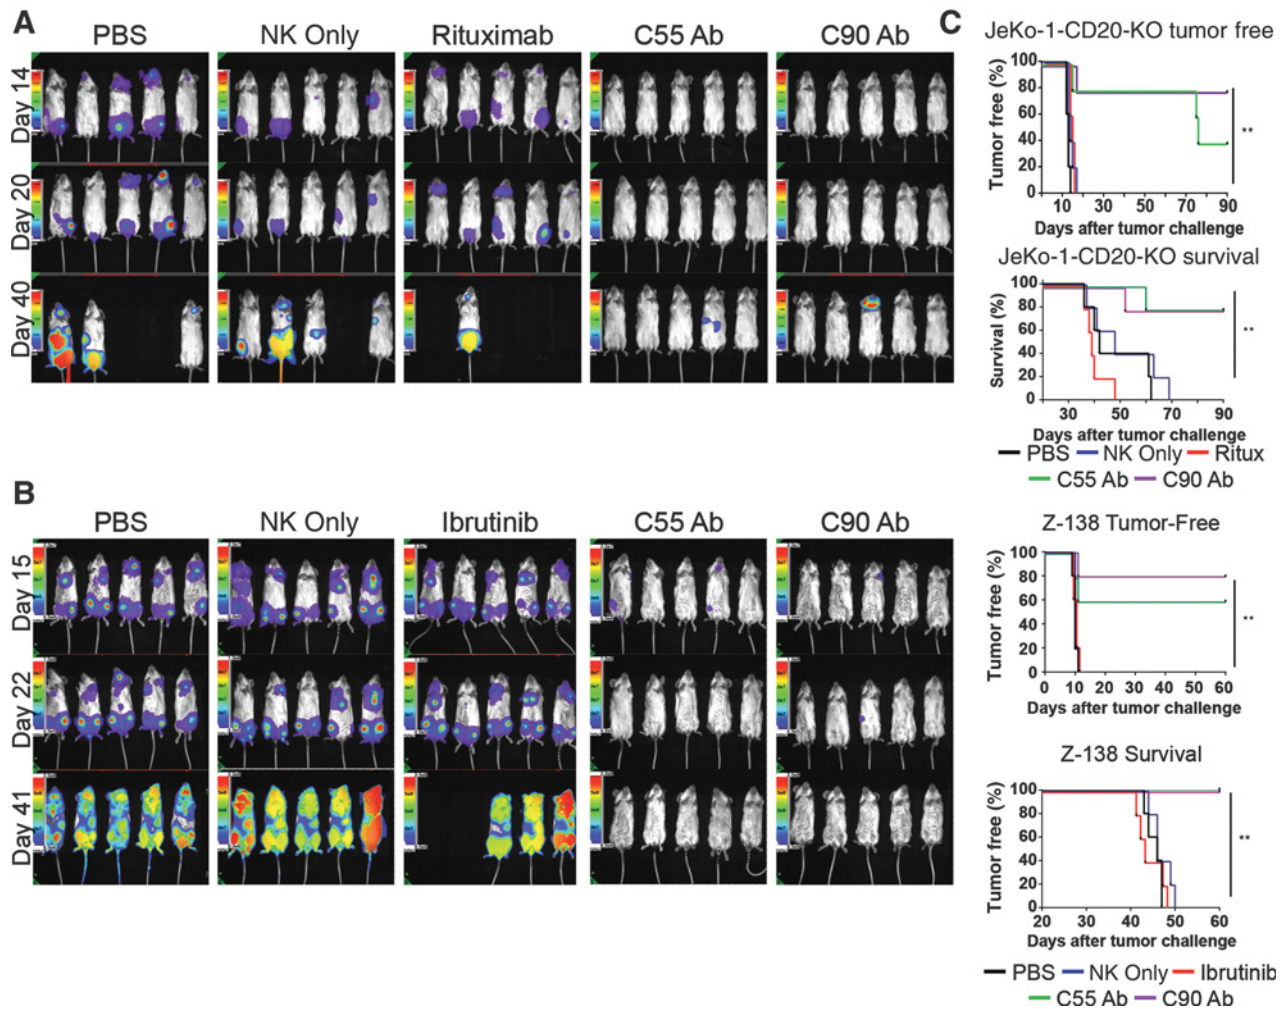 A
PBS
NK Only
Rituximab
C55 Ab
C90 Ab
Day 14
Day 20
Day 40
B
PBS
NK Only
Ibrutinib
C55 Ab
C90 Ab
Day 15
Day 22
Day 41
C
JeKo-1-CD20-KO tumor free
Tumor free (%)
100
80
60
40
20
0
**
10 30 50 70 90
Days after tumor challenge
JeKo-1-CD20-KO survival
Survival (%)
100
80
60
40
20
0
**
30 50 70 90
Days after tumor challenge
PBS NK Only Ritux
C55 Ab C90 Ab
Z-138 Tumor-Free
Tumor free (%)
100
80
60
40
20
0
**
0 10 20 30 40 50 60
Days after tumor challenge
Z-138 Survival
Tumor free (%)
100
80
60
40
20
0
**
20 30 40 50 60
Days after tumor challenge
PBS NK Only Ibrutinib
C55 Ab C90 Ab